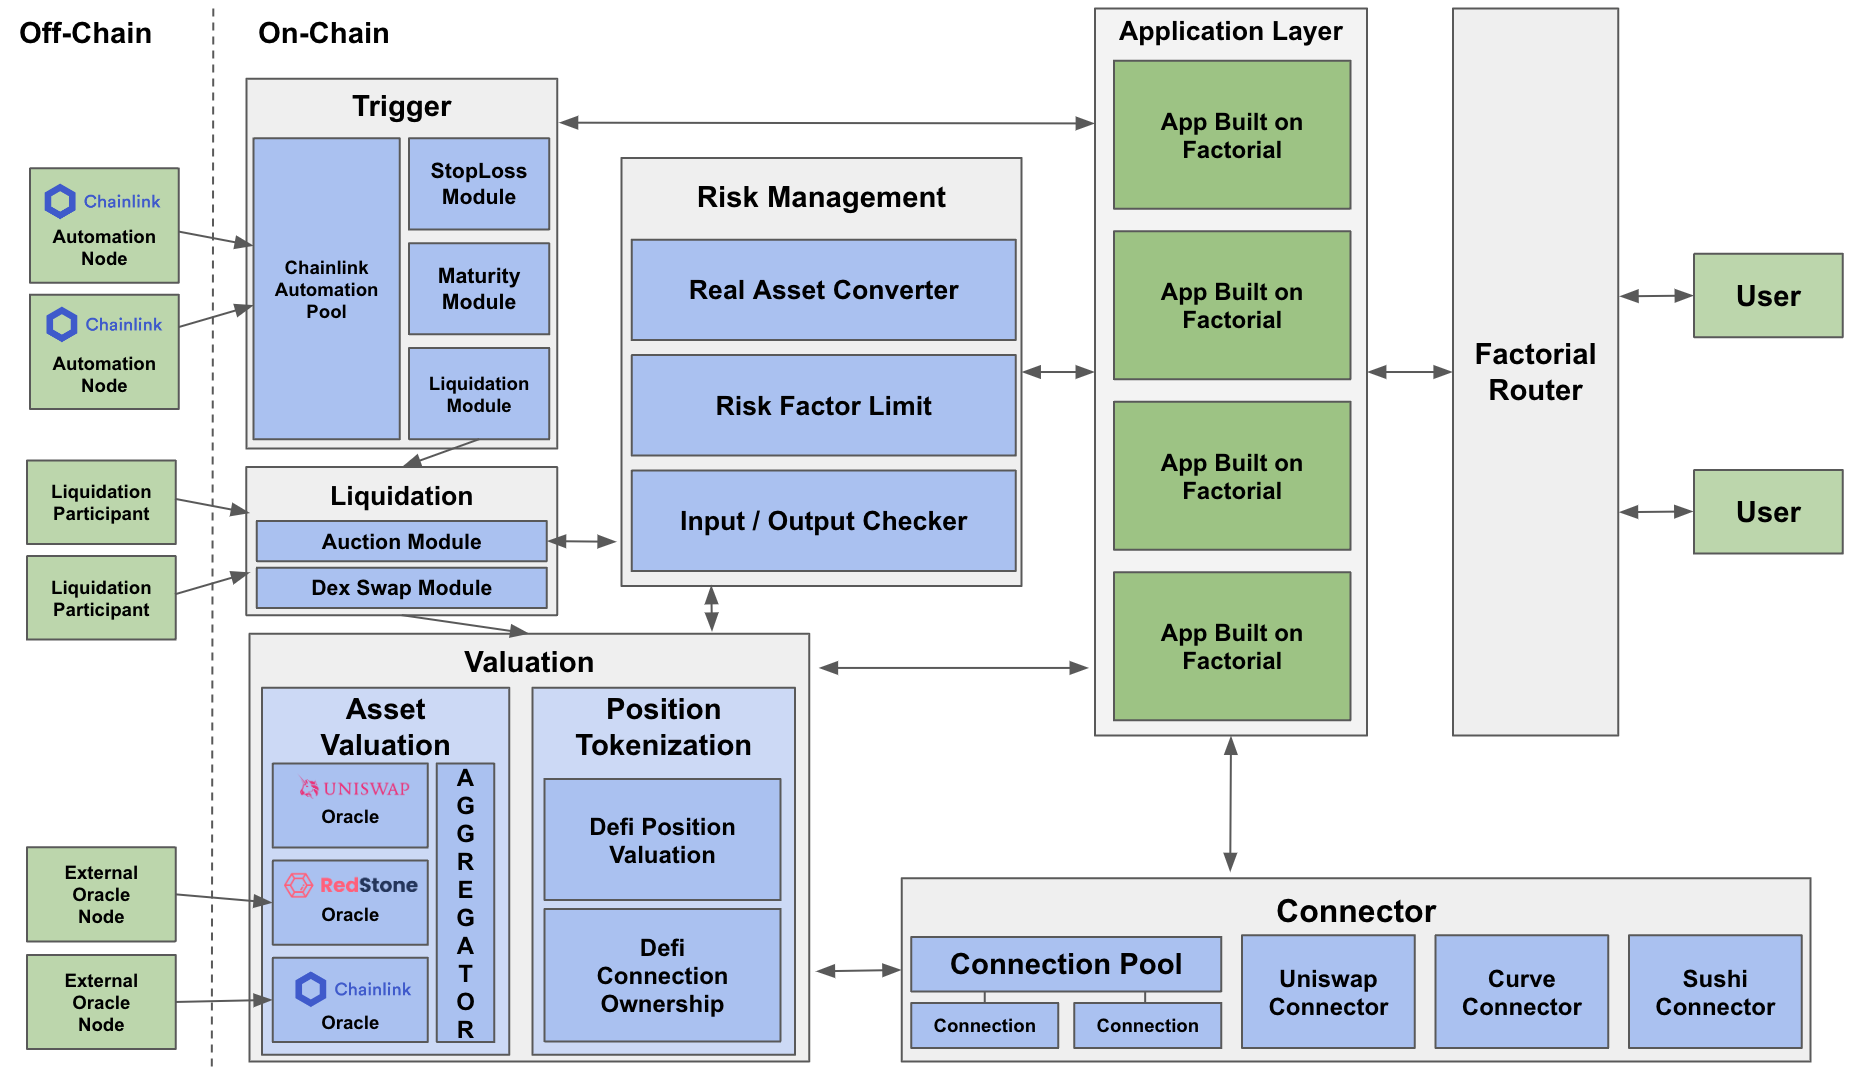 Off-Chain
On-Chain
Trigger
Chainlink
Automation
Pool
StopLoss
Module
Maturity
Module
Liquidation
Module
Chainlink
Automation
Node
Chainlink
Automation
Node
Liquidation
Participant
Liquidation
Participant
Liquidation
Auction Module
Dex Swap Module
Risk Management
Real Asset Converter
Risk Factor Limit
Input / Output Checker
Application Layer
App Built on
Factorial
App Built on
Factorial
App Built on
Factorial
App Built on
Factorial
Factorial
Router
User
User
Valuation
Asset
Valuation
UNISWAP
Oracle
RedStone
Oracle
Chainlink
Oracle
AGGREGATOR
Position
Tokenization
Defi Position
Valuation
Defi
Connection
Ownership
External
Oracle
Node
External
Oracle
Node
Connector
Connection Pool
Connection
Connection
Uniswap
Connector
Curve
Connector
Sushi
Connector